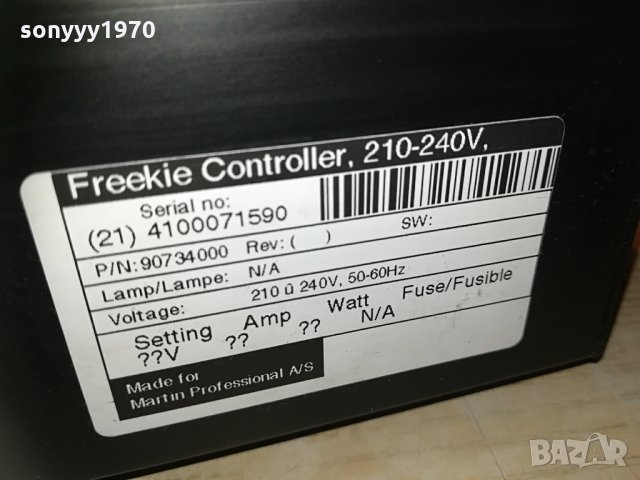 sonyyy1970
Freekie Controller, 210-240V,
Serial no:
(21) 4100071590
P/N: 90734000 Rev: ( ) SW:
Lamp/Lampe: N/A
Voltage: 210 û 240V, 50-60Hz
Setting Amp Watt Fuse/Fusible
??V ?? ?? N/A
Made for
Martin Professional A/S
BAZAR